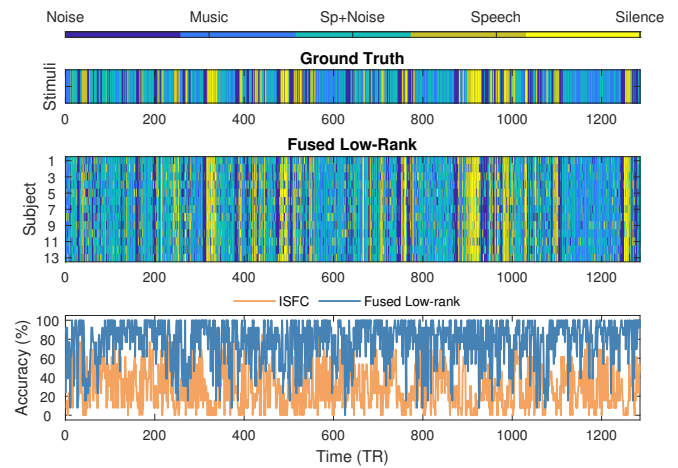 Noise Music Sp+Noise Speech Silence
Ground Truth
Stimuli
0 200 400 600 800 1000 1200
Fused Low-Rank
Subject
1
3
5
7
9
11
13
0 200 400 600 800 1000 1200
ISFC Fused Low-rank
Accuracy (%)
100
80
60
40
20
0
0 200 400 600 800 1000 1200
Time (TR)